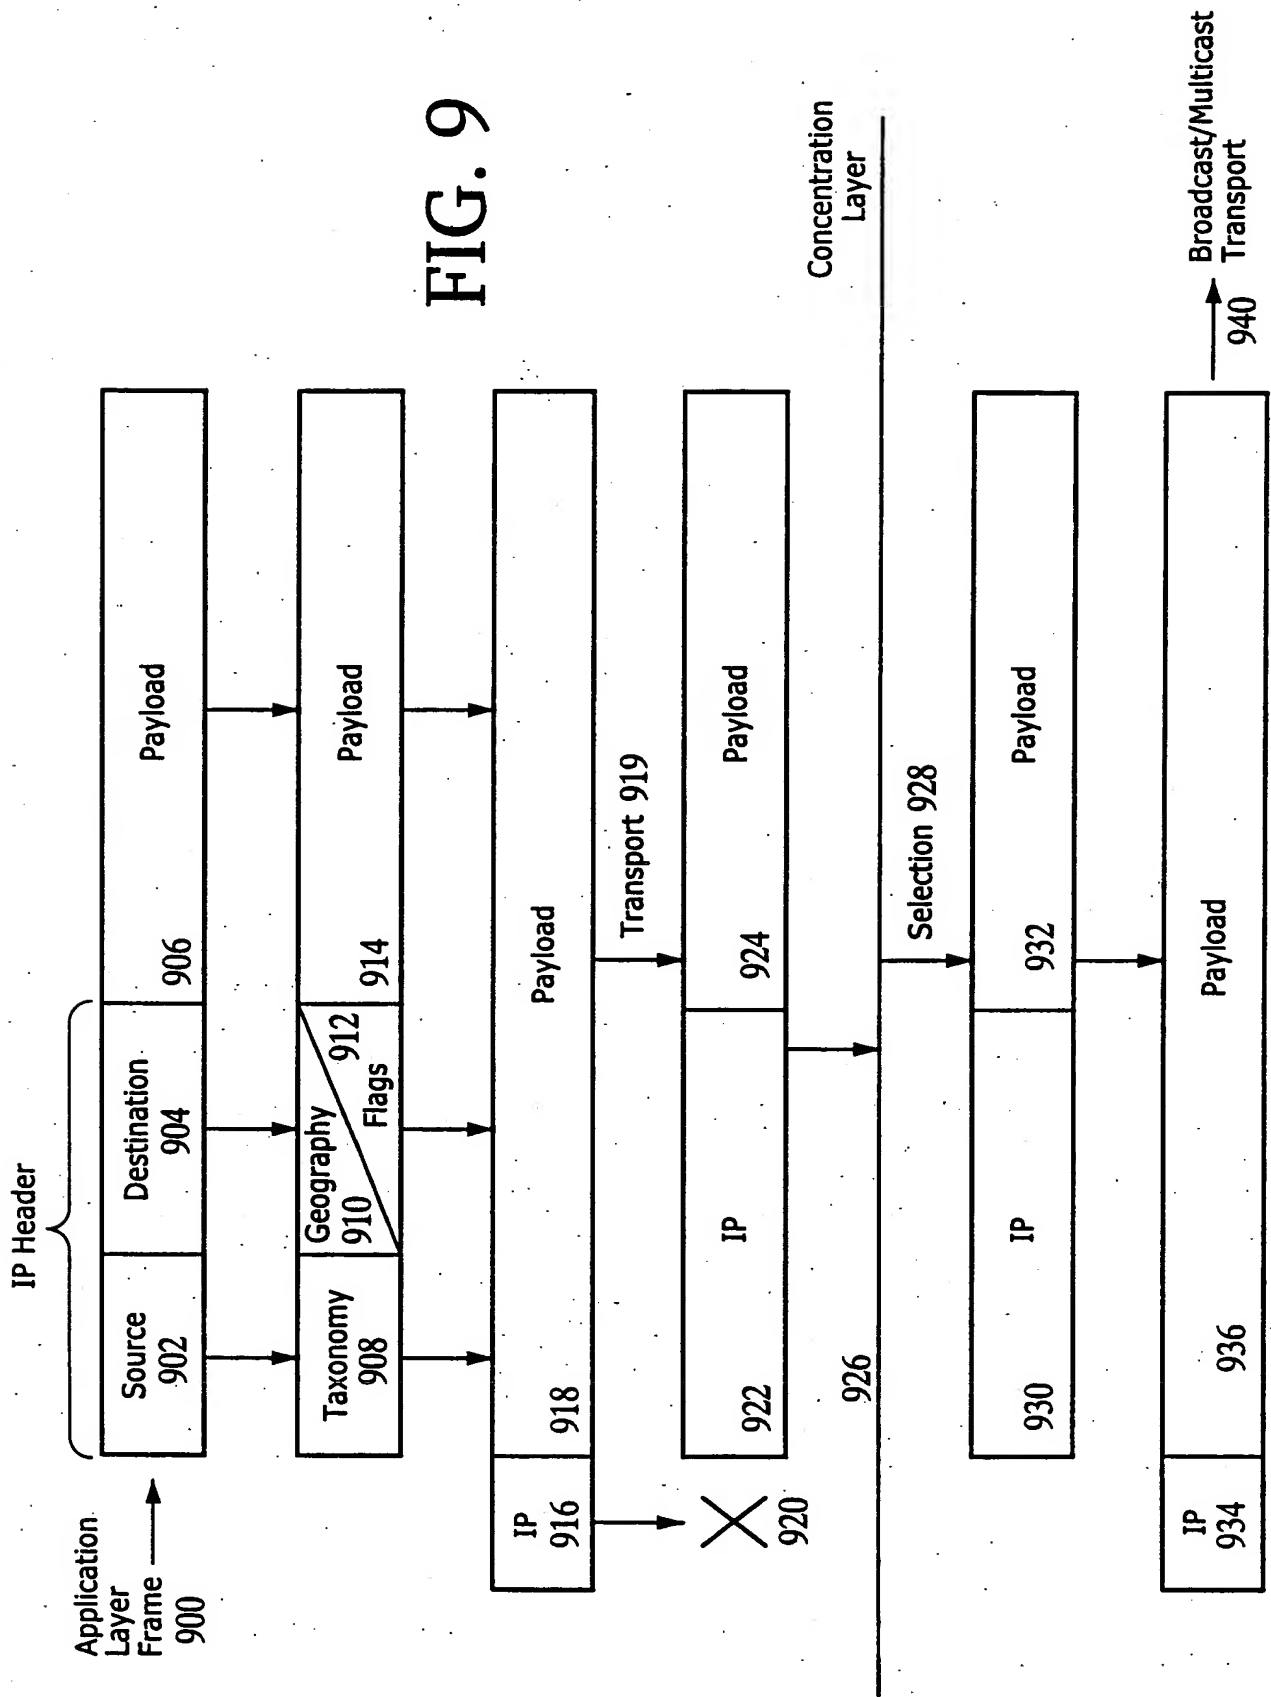 Application
Layer
Frame
900
IP Header
Source
902
Destination
904
906
Payload
Taxonomy
908
Geography
910
912
Flags
914
Payload
FIG. 9
IP
916
918
Payload
Transport 919
920
922
IP
924
Payload
926
Concentration
Layer
Selection 928
930
IP
932
Payload
IP
934
936
Payload
940
Broadcast/Multicast
Transport